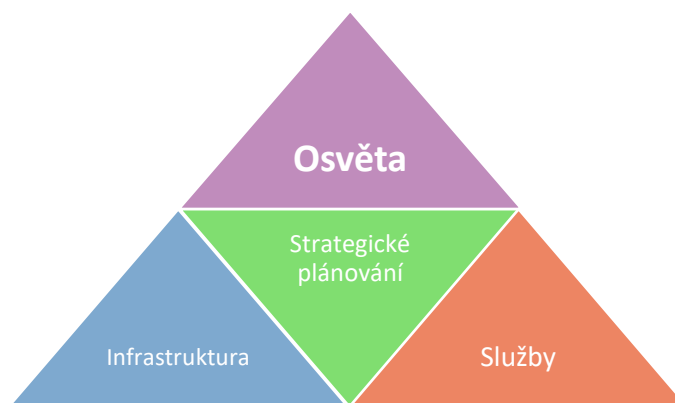 Osvěta
Strategické
plánování
Infrastruktura
Služby